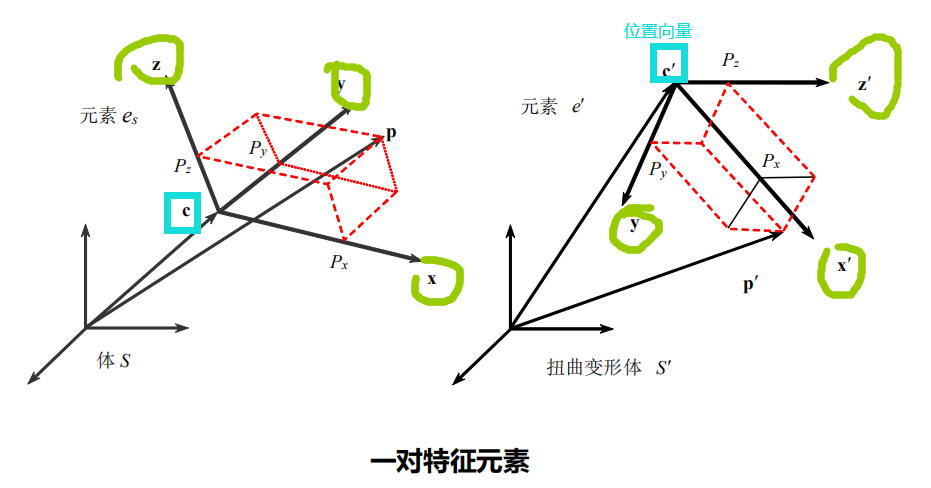 位置向量
z
y
元素 eₛ
p
P_z
P_y
c
P_x
x
体 S
c′
P_z
z′
元素 e′
P_y
P_x
y
x′
p′
扭曲变形体 S′
一对特征元素